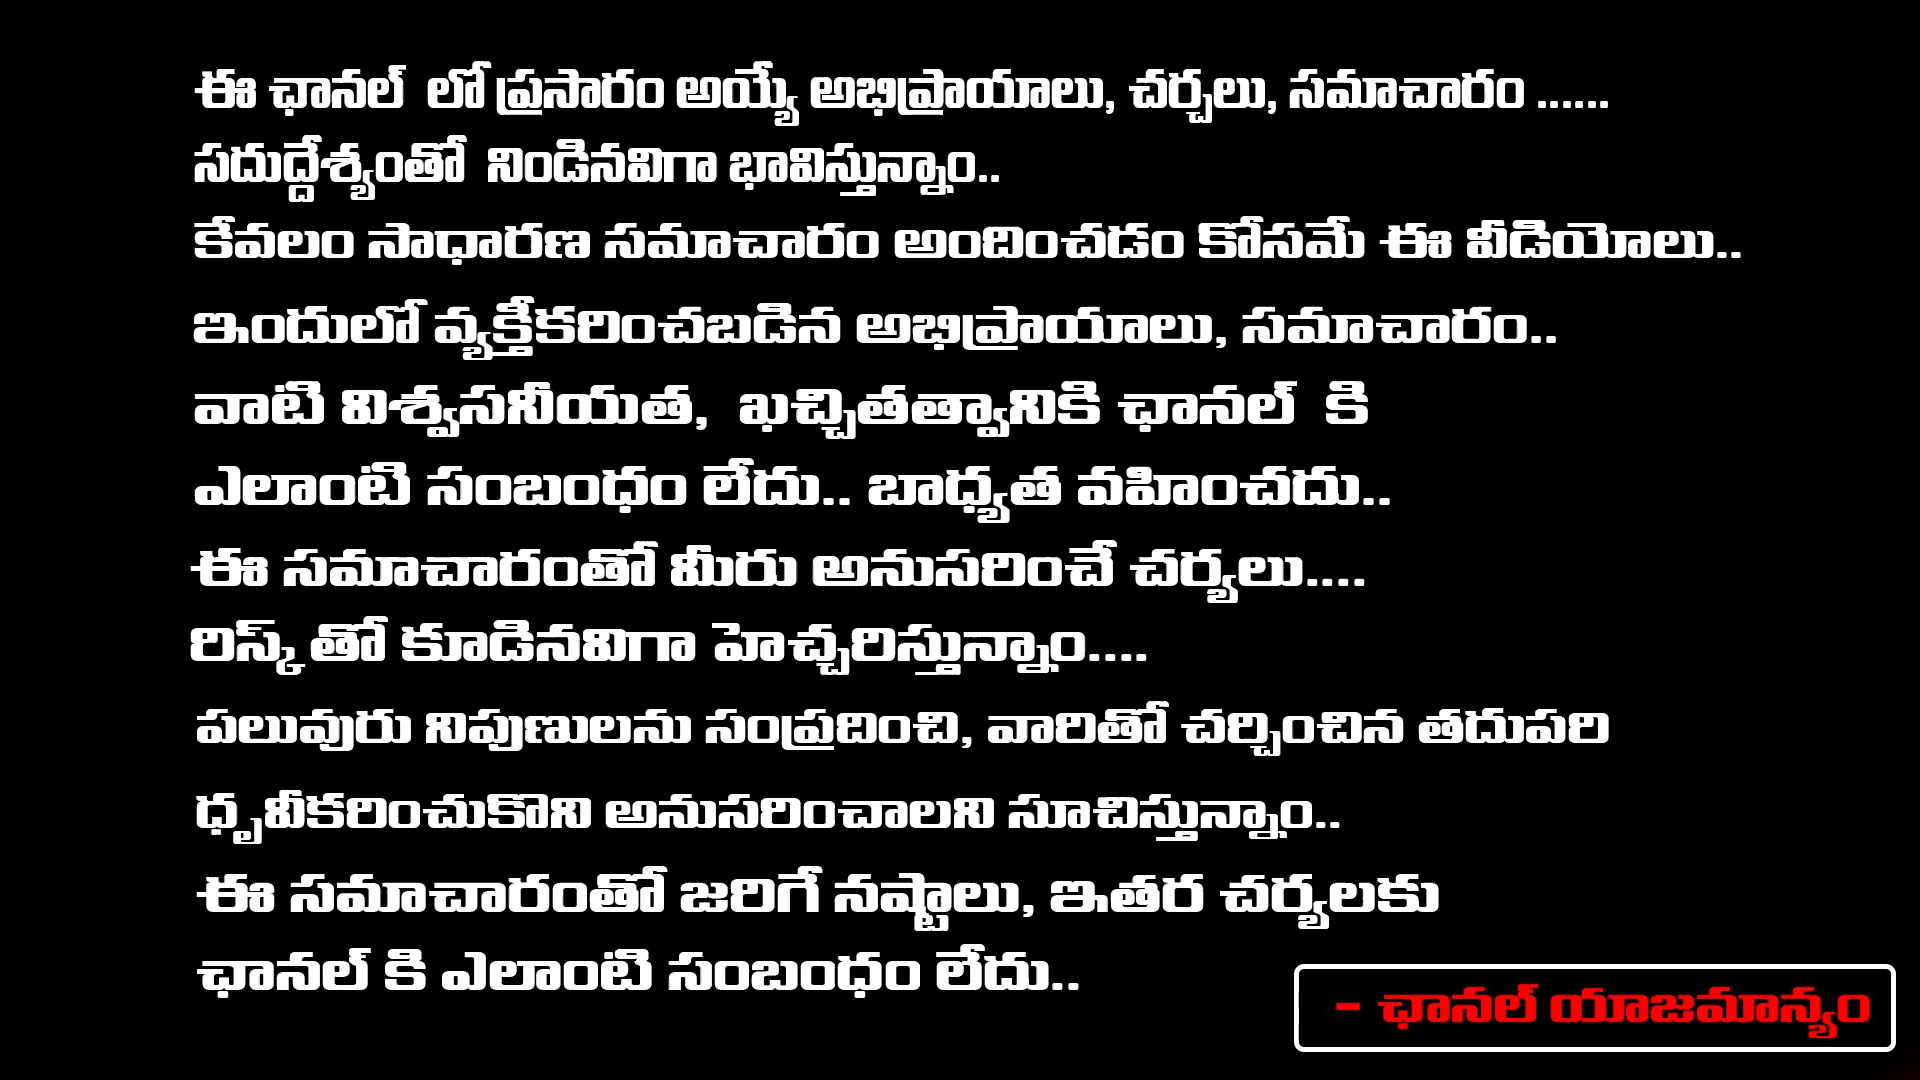 ఈ ఛానల్ లో ప్రసారం అయ్యే అభిప్రాయాలు, చర్చలు, సమాచారం ......
సదుద్దేశ్యంతో నిండినవిగా భావిస్తున్నాం..
కేవలం సాధారణ సమాచారం అందించడం కోసమే ఈ వీడియోలు..
ఇందులో వ్యక్తీకరించబడిన అభిప్రాయాలు, సమాచారం..
వాటి విశ్వసనీయత, ఖచ్చితత్వానికి ఛానల్ కి
ఎలాంటి సంబంధం లేదు.. బాధ్యత వహించదు..
ఈ సమాచారంతో మీరు అనుసరించే చర్యలు....
రిస్క్ తో కూడినవిగా హెచ్చరిస్తున్నాం....
పలువురు నిపుణులను సంప్రదించి, వారితో చర్చించిన తదుపరి
ధృవీకరించుకొని అనుసరించాలని సూచిస్తున్నాం..
ఈ సమాచారంతో జరిగే నష్టాలు, ఇతర చర్యలకు
ఛానల్ కి ఎలాంటి సంబంధం లేదు..
- ఛానల్ యాజమాన్యం